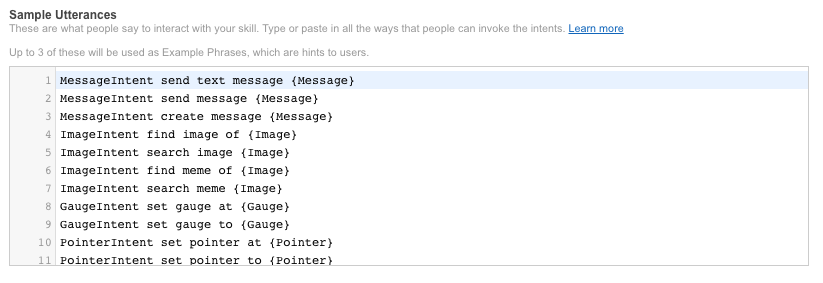 Sample Utterances
These are what people say to interact with your skill. Type or paste in all the ways that people can invoke the intents. Learn more
Up to 3 of these will be used as Example Phrases, which are hints to users.
1 MessageIntent send text message {Message}
2 MessageIntent send message {Message}
3 MessageIntent create message {Message}
4 ImageIntent find image of {Image}
5 ImageIntent search image {Image}
6 ImageIntent find meme of {Image}
7 ImageIntent search meme {Image}
8 GaugeIntent set gauge at {Gauge}
9 GaugeIntent set gauge to {Gauge}
10 PointerIntent set pointer at {Pointer}
11 PointerIntent set pointer to {Pointer}